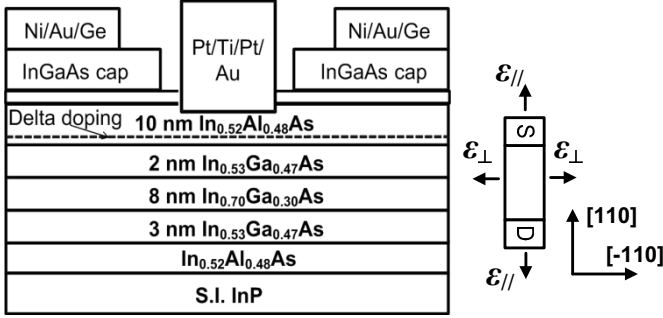 Ni/Au/Ge
Pt/Ti/Pt/
Au
Ni/Au/Ge
InGaAs cap
InGaAs cap
Delta doping
10 nm In0.52Al0.48As
2 nm In0.53Ga0.47As
8 nm In0.70Ga0.30As
3 nm In0.53Ga0.47As
In0.52Al0.48As
S.I. InP
ε//
S
ε⊥
ε⊥
D
ε//
[110]
[-110]